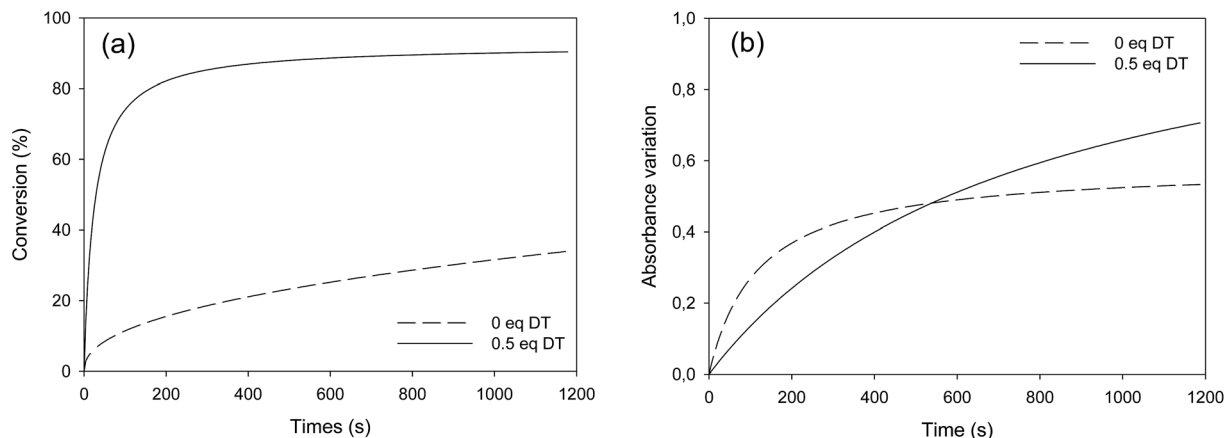 (a)
Conversion (%)
100
80
60
40
20
0
0 eq DT
0.5 eq DT
0 200 400 600 800 1000 1200
Times (s)
(b)
Absorbance variation
1,0
0,8
0,6
0,4
0,2
0,0
0 eq DT
0.5 eq DT
0 200 400 600 800 1000 1200
Time (s)